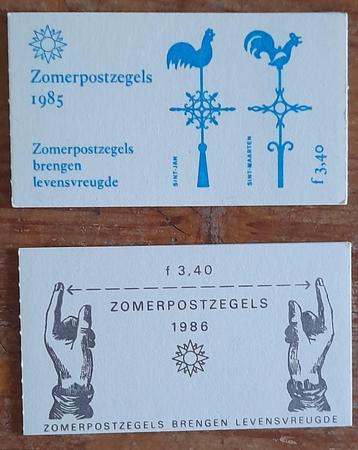 Zomerpostzegels
1985
Zomerpostzegels
brengen
levensvreugde
SINT-JAN
SINT-MAARTEN
f 3,40
f 3,40
ZOMERPOSTZEGELS
1986
ZOMERPOSTZEGELS BRENGEN LEVENSVREUGDE